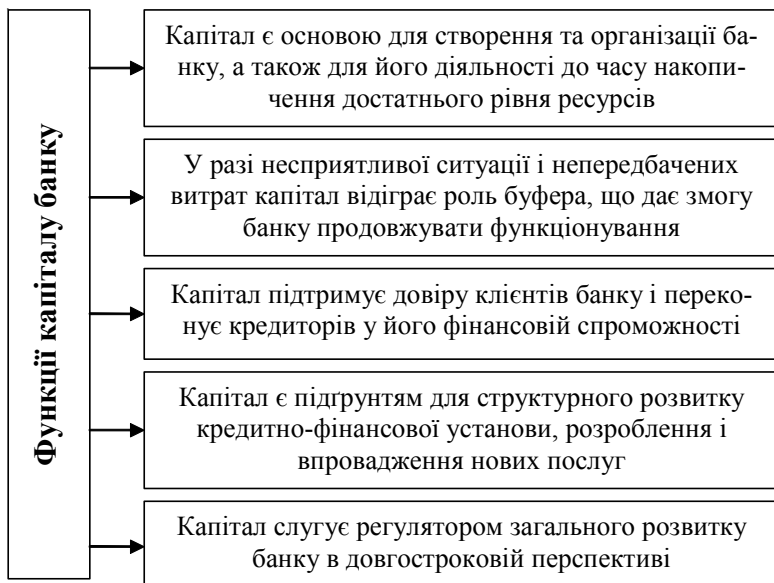 Функції капіталу банку
Капітал є основою для створення та організації ба-
нку, а також для його діяльності до часу накопи-
чення достатнього рівня ресурсів
У разі несприятливої ситуації і непередбачених
витрат капітал відіграє роль буфера, що дає змогу
банку продовжувати функціонування
Капітал підтримує довіру клієнтів банку і переко-
нує кредиторів у його фінансовій спроможності
Капітал є підґрунтям для структурного розвитку
кредитно-фінансової установи, розроблення і
впровадження нових послуг
Капітал слугує регулятором загального розвитку
банку в довгостроковій перспективі